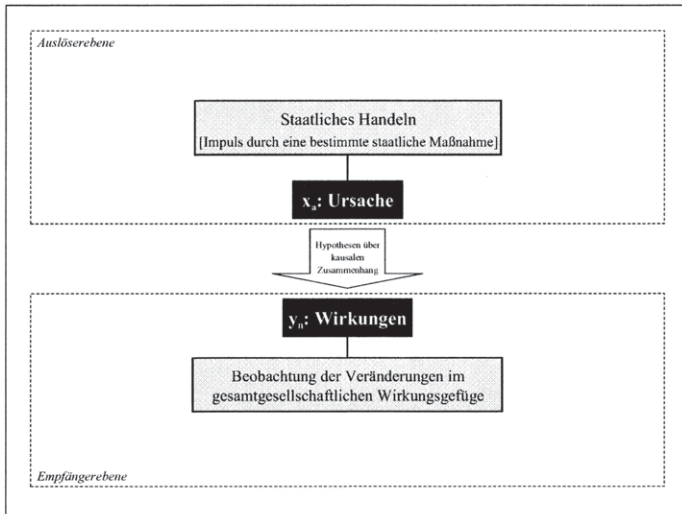 Auslöserebene
Staatliches Handeln
[Impuls durch eine bestimmte staatliche Maßnahme]
xₙ: Ursache
Hypothesen über
kausalen
Zusammenhang
yₙ: Wirkungen
Beobachtung der Veränderungen im
gesamtgesellschaftlichen Wirkungsgefüge
Empfängerebene